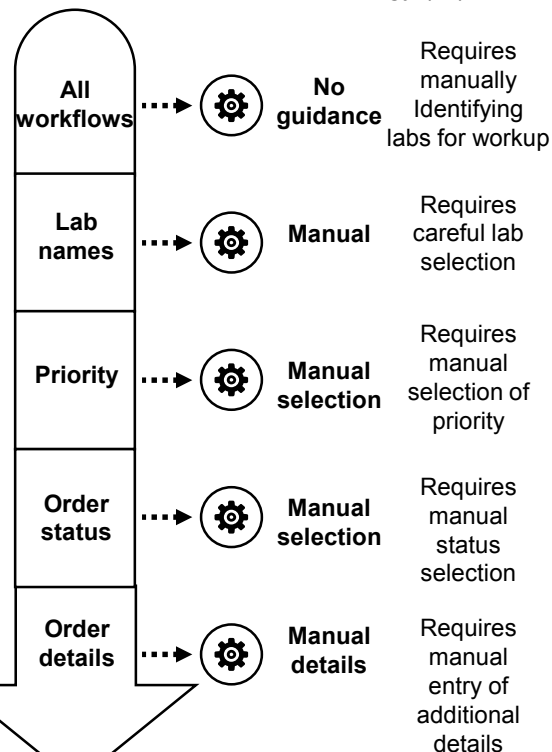 All
workflows
No
guidance
Requires
manually
Identifying
labs for workup
Lab
names
Manual
Requires
careful lab
selection
Priority
Manual
selection
Requires
manual
selection of
priority
Order
status
Manual
selection
Requires
manual
status
selection
Order
details
Manual
details
Requires
manual
entry of
additional
details